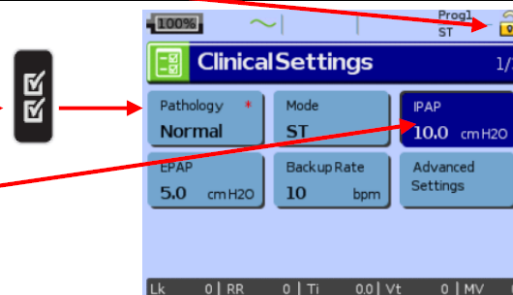 100%
Prog1
ST
Clinical Settings
1/
Pathology *
Mode
IPAP
Normal
ST
10.0 cmH2O
EPAP
Backup Rate
Advanced
Settings
5.0 cmH2O
10 bpm
Lk 0 RR 0 Ti 0.0 Vt 0 MV